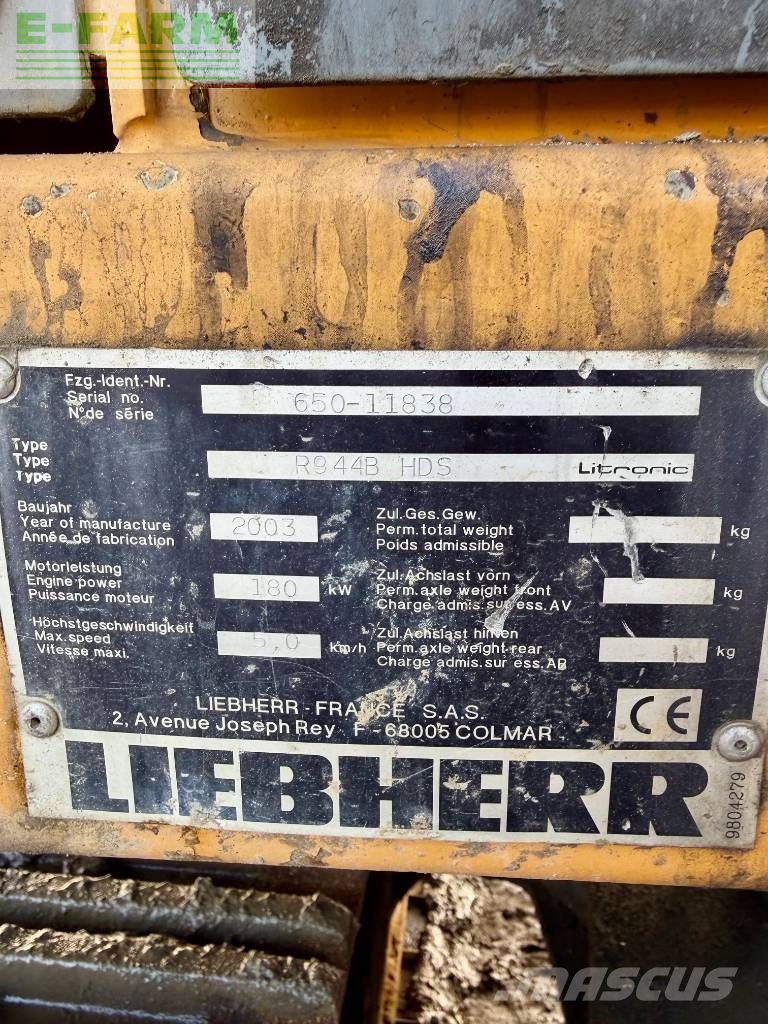 E-FARM
Fzg.-Ident.-Nr.
Serial no.
N°de série
650-11838
Type
Type
Type
R944B HDS
Litronic
Baujahr
Year of manufacture
Année de fabrication
2003
Zul.Ges.Gew.
Perm.total weight
Poids admissible
kg
Motorleistung
Engine power
Puissance moteur
180
kW
Zul.Achslast vorn
Perm.axle weight front
Charge admis.sur ess.AV
kg
Höchstgeschwindigkeit
Max.speed
Vitesse maxi.
5,0
km/h
Zul.Achslast hinten
Perm.axle weight rear
Charge admis.sur ess.AR
kg
LIEBHERR-FRANCE S.A.S.
2, Avenue Joseph Rey F-68005 COLMAR
CE
LIEBHERR
9804279
MASCUS